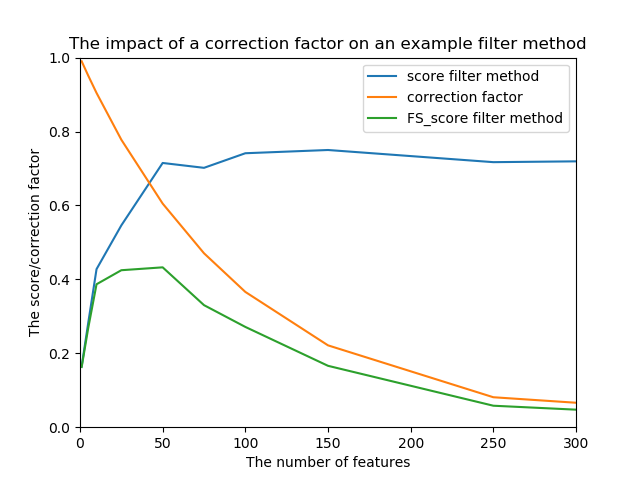 The impact of a correction factor on an example filter method
score filter method
correction factor
FS_score filter method
The score/correction factor
1.0
0.8
0.6
0.4
0.2
0.0
0 50 100 150 200 250 300
The number of features